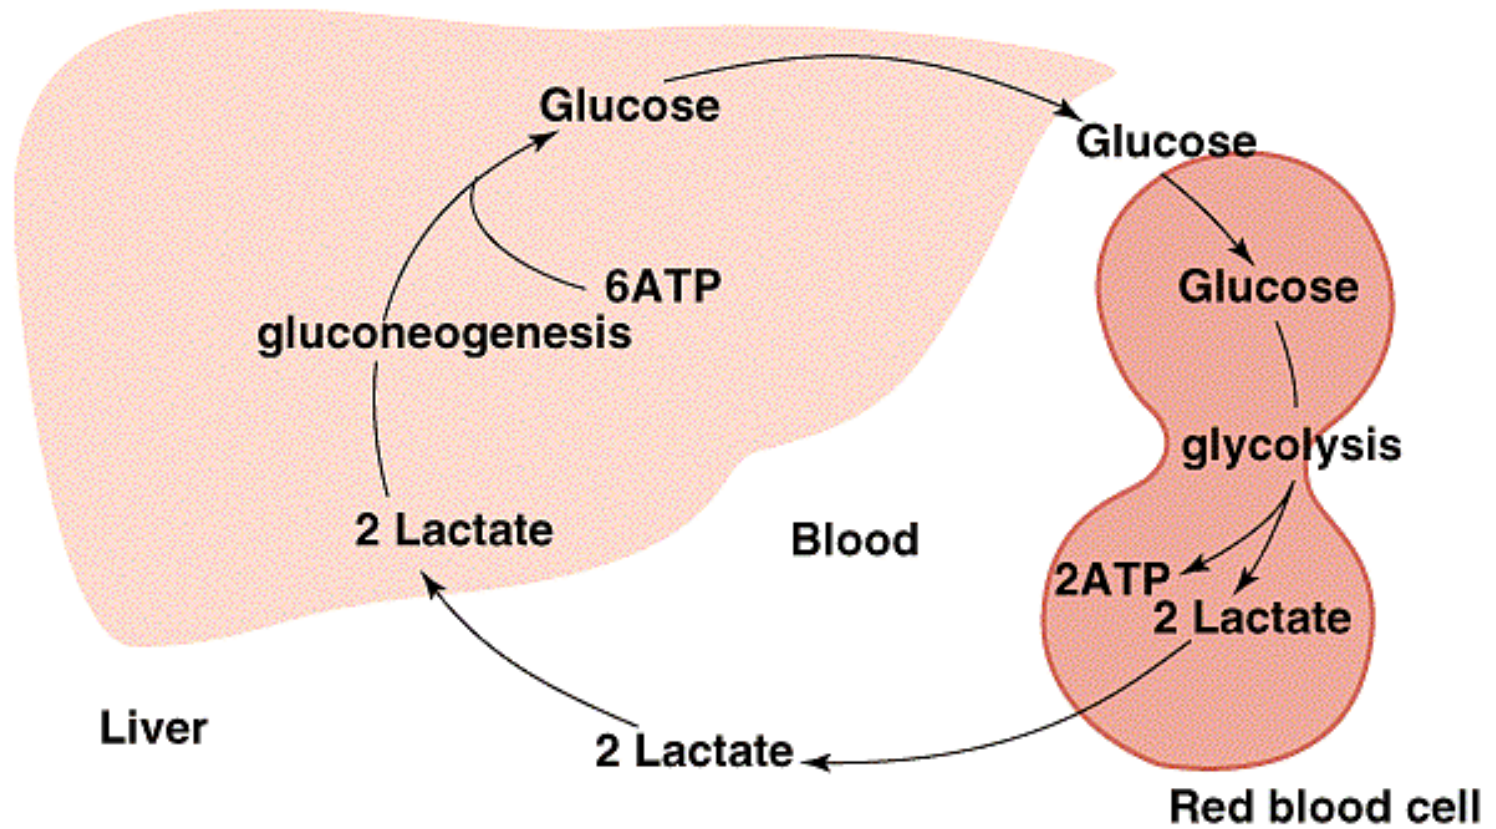 Glucose
Glucose
6ATP
Glucose
gluconeogenesis
glycolysis
2 Lactate
Blood
2ATP
2 Lactate
Liver
2 Lactate
Red blood cell